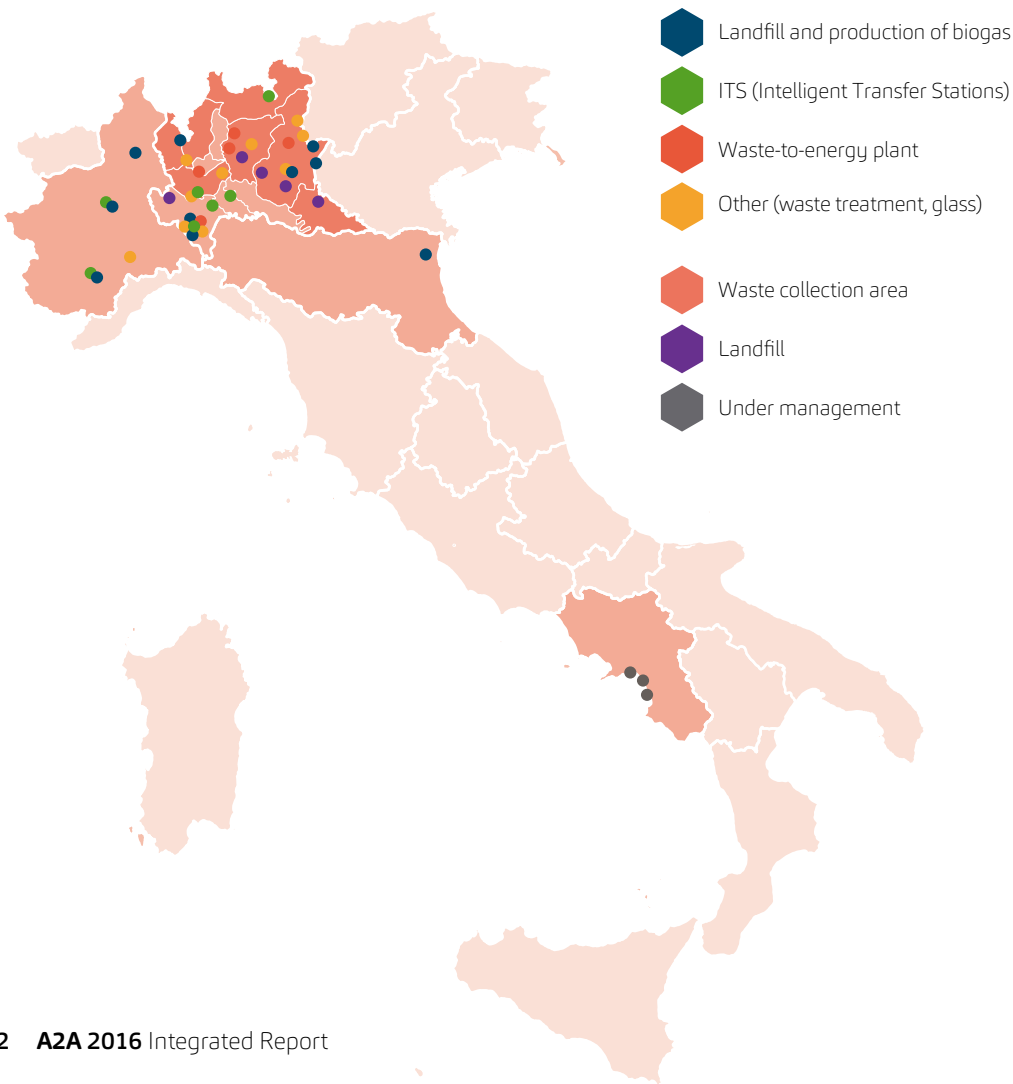 Landfill and production of biogas
ITS (Intelligent Transfer Stations)
Waste-to-energy plant
Other (waste treatment, glass)
Waste collection area
Landfill
Under management
2 A2A 2016 Integrated Report